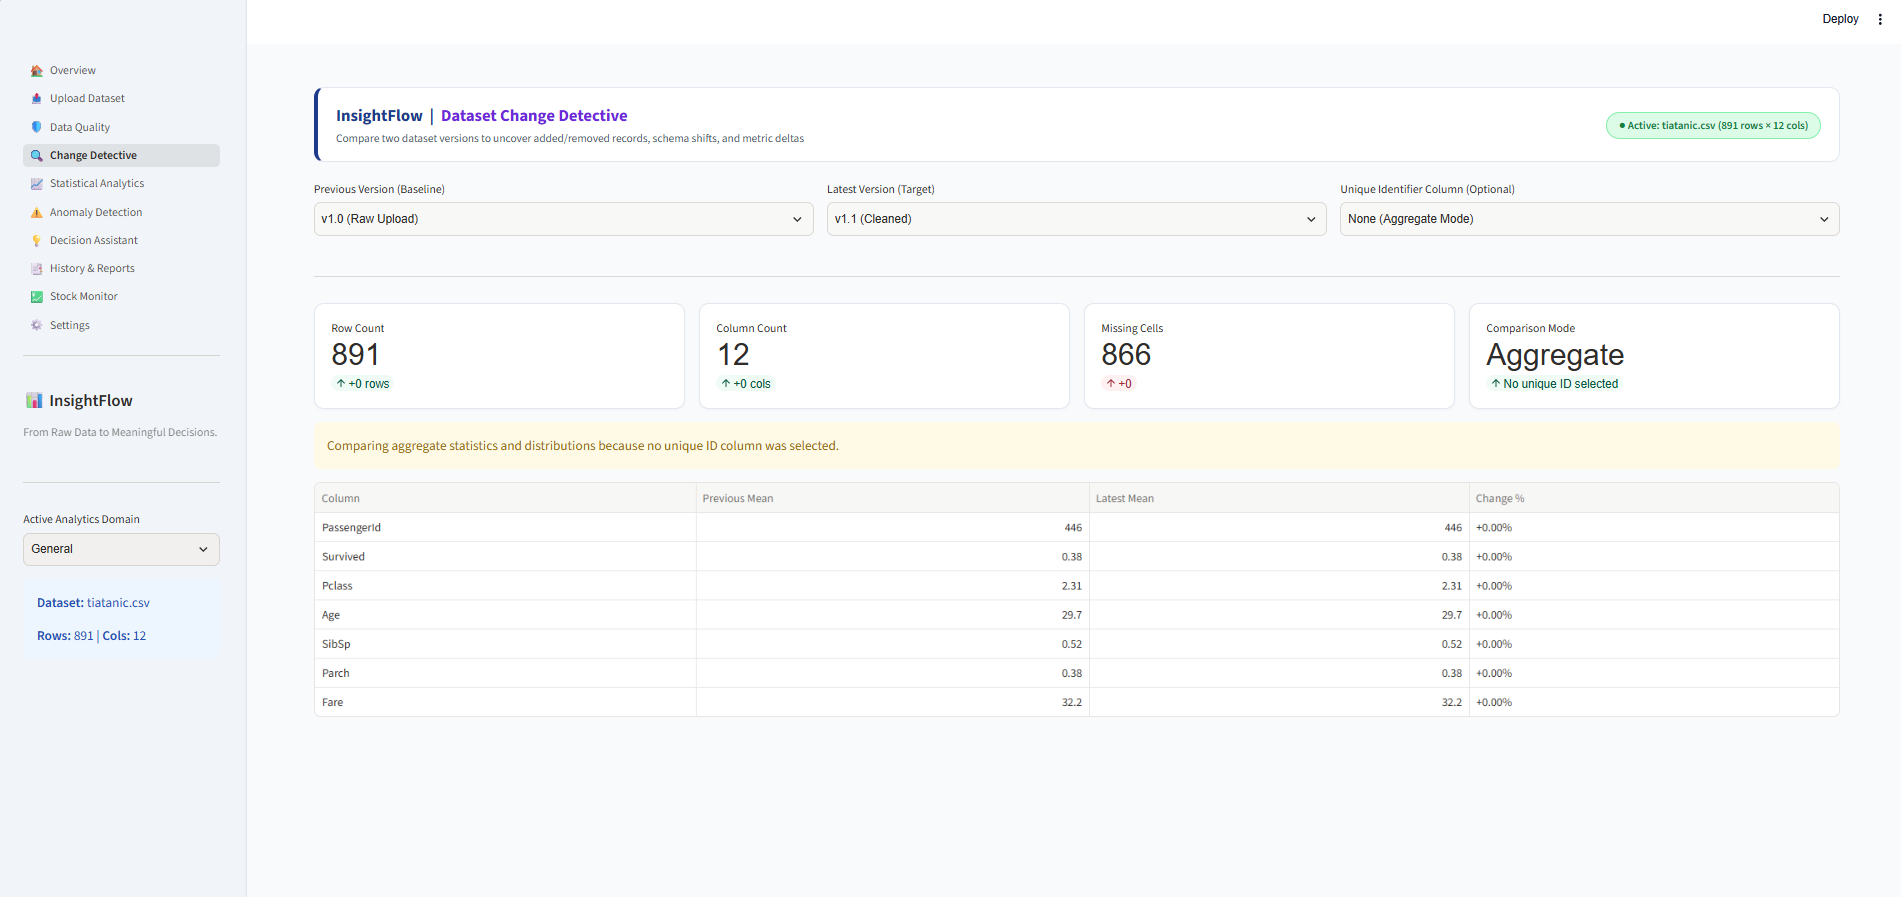 Deploy
Overview
Upload Dataset
Data Quality
Change Detective
Statistical Analytics
Anomaly Detection
Decision Assistant
History & Reports
Stock Monitor
Settings
InsightFlow
From Raw Data to Meaningful Decisions.
Active Analytics Domain
General
Dataset: tiatanic.csv
Rows: 891 | Cols: 12
InsightFlow | Dataset Change Detective
Compare two dataset versions to uncover added/removed records, schema shifts, and metric deltas
● Active: tiatanic.csv (891 rows × 12 cols)
Previous Version (Baseline)
v1.0 (Raw Upload)
Latest Version (Target)
v1.1 (Cleaned)
Unique Identifier Column (Optional)
None (Aggregate Mode)
Row Count
891
↑ +0 rows
Column Count
12
↑ +0 cols
Missing Cells
866
↑ +0
Comparison Mode
Aggregate
↑ No unique ID selected
Comparing aggregate statistics and distributions because no unique ID column was selected.
Column Previous Mean Latest Mean Change %
PassengerId 446 446 +0.00%
Survived 0.38 0.38 +0.00%
Pclass 2.31 2.31 +0.00%
Age 29.7 29.7 +0.00%
SibSp 0.52 0.52 +0.00%
Parch 0.38 0.38 +0.00%
Fare 32.2 32.2 +0.00%